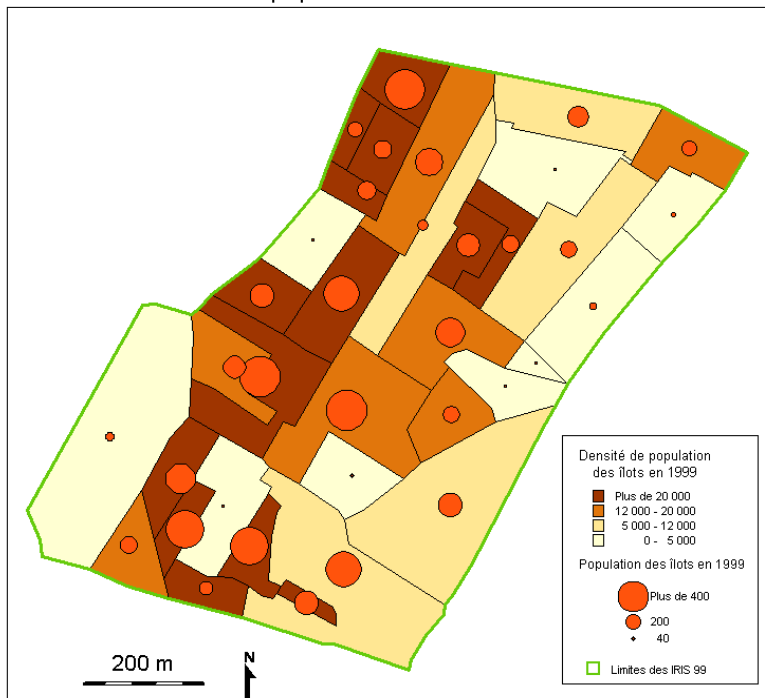 Densité de population
des îlots en 1999
Plus de 20 000
12 000 - 20 000
5 000 - 12 000
0 - 5 000
Population des îlots en 1999
Plus de 400
200
40
Limites des IRIS 99
200 m
N